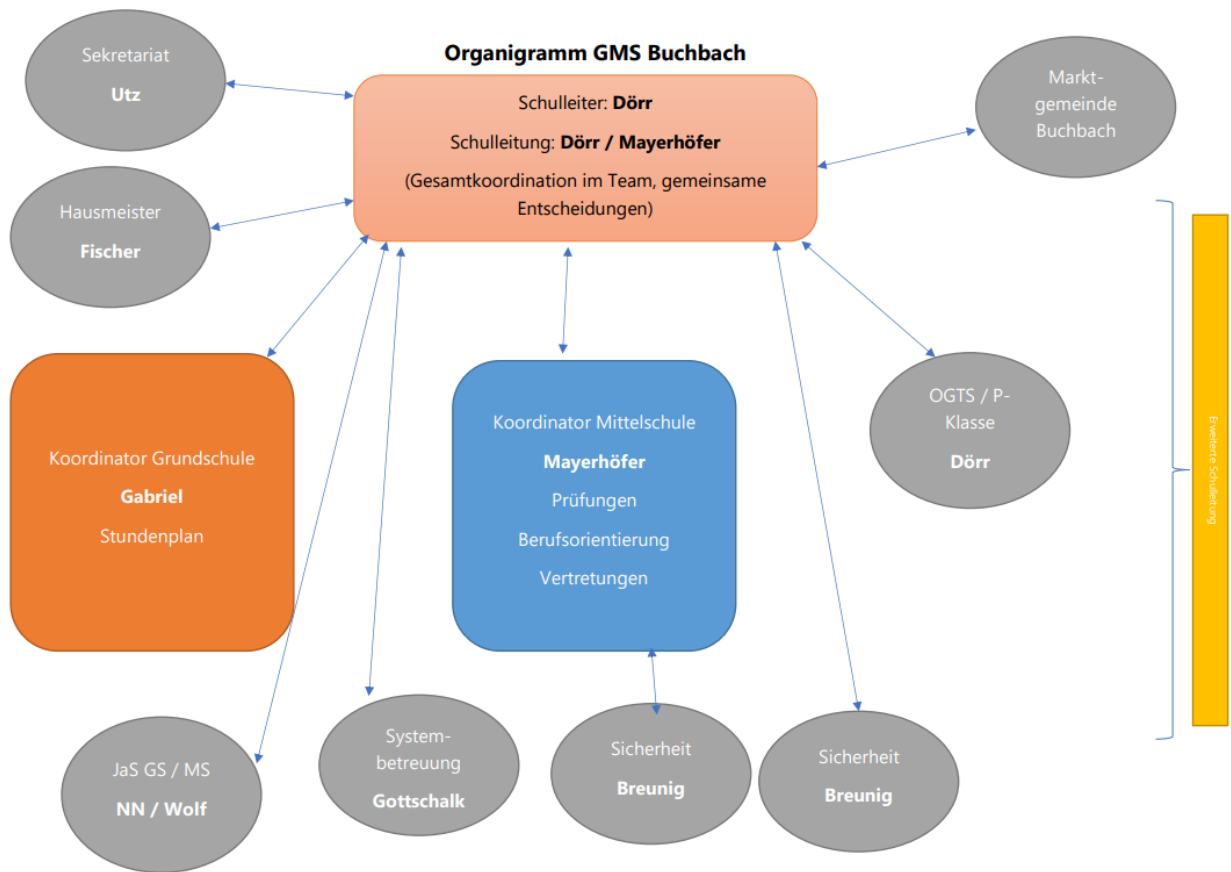 Organigramm GMS Buchbach
Sekretariat
Utz
Schulleiter: Dörr
Schulleitung: Dörr / Mayerhöfer
(Gesamtkoordination im Team, gemeinsame
Entscheidungen)
Markt-
gemeinde
Buchbach
Hausmeister
Fischer
Koordinator Grundschule
Gabriel
Stundenplan
Koordinator Mittelschule
Mayerhöfer
Prüfungen
Berufsorientierung
Vertretungen
OGTS / P-
Klasse
Dörr
Erweiterte Schulleitung
JaS GS / MS
NN / Wolf
System-
betreuung
Gottschalk
Sicherheit
Breunig
Sicherheit
Breunig